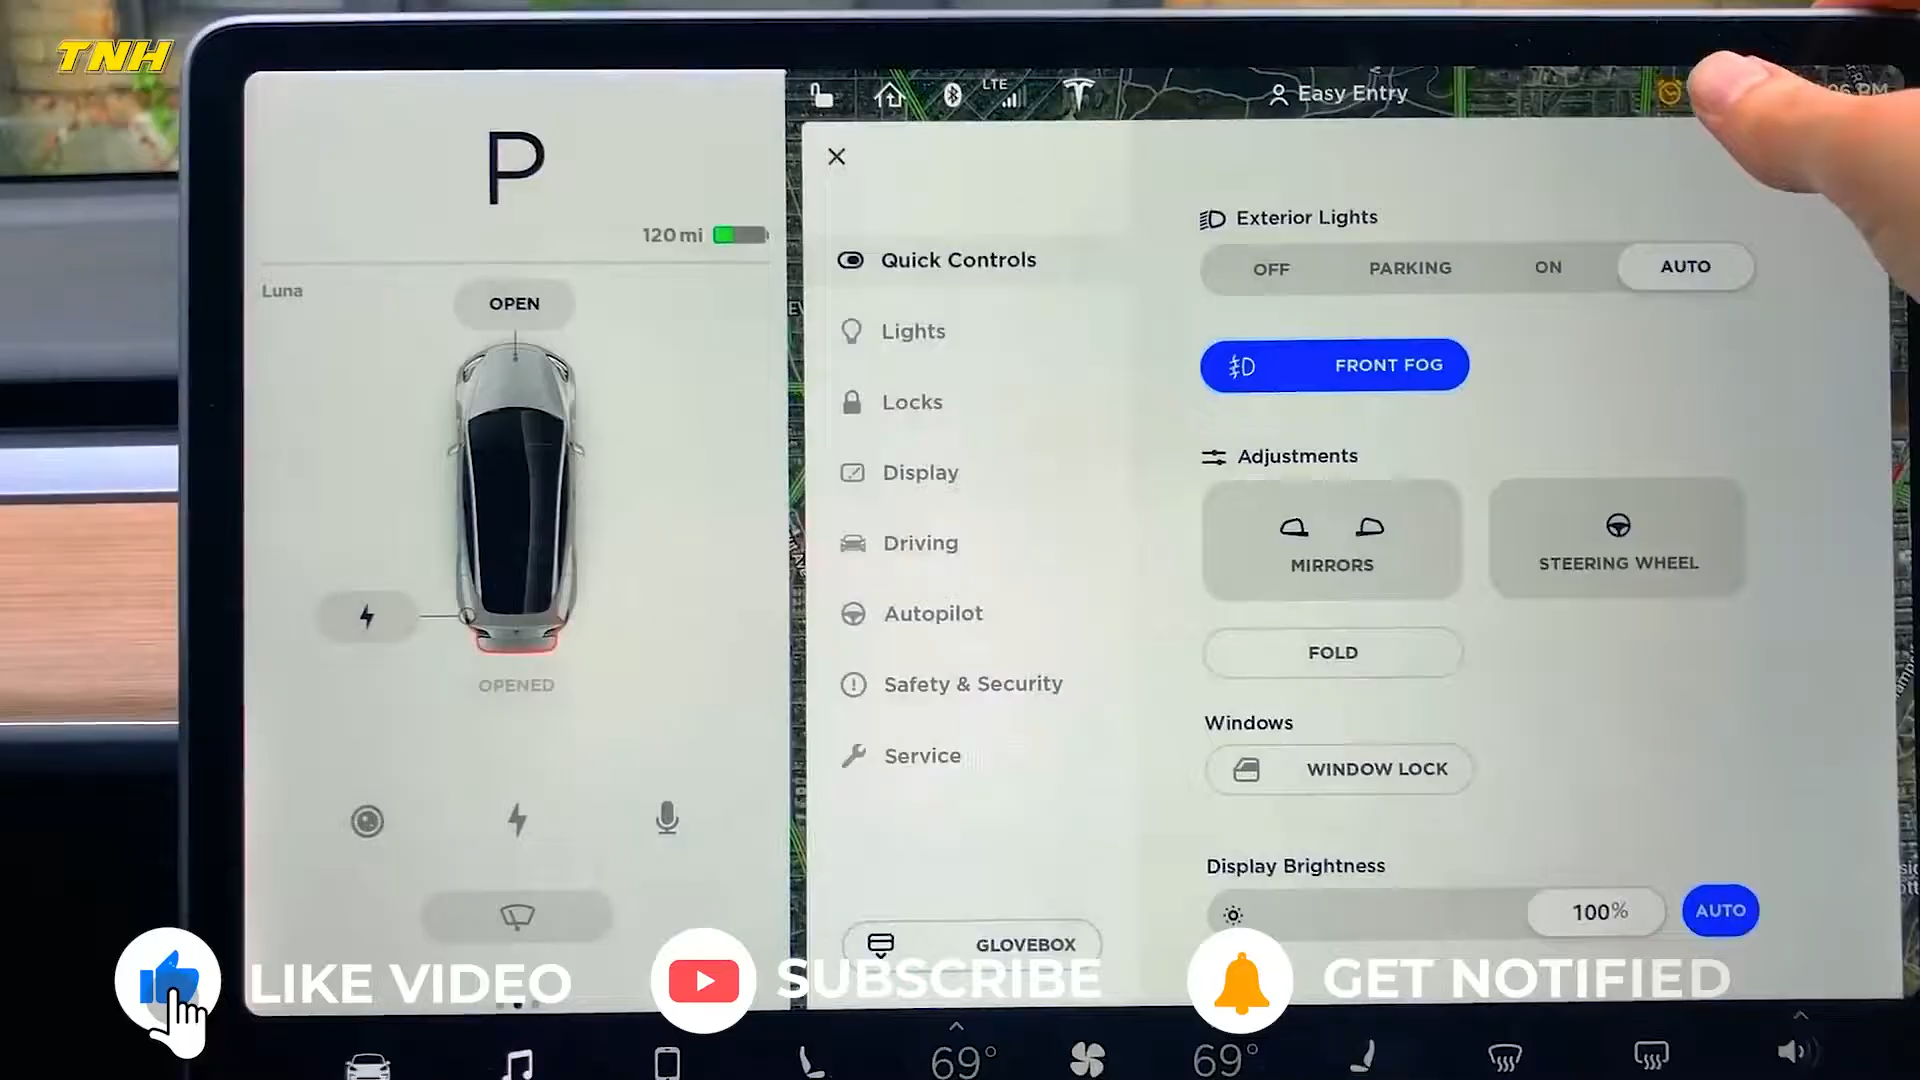 TNH
P
120 mi
Luna
OPEN
OPENED
LTE
Easy Entry
Quick Controls
Lights
Locks
Display
Driving
Autopilot
Safety & Security
Service
GLOVEBOX
Exterior Lights
OFF PARKING ON AUTO
FRONT FOG
Adjustments
MIRRORS STEERING WHEEL
FOLD
Windows
WINDOW LOCK
Display Brightness
100% AUTO
LIKE VIDEO SUBSCRIBE GET NOTIFIED
69° 69°